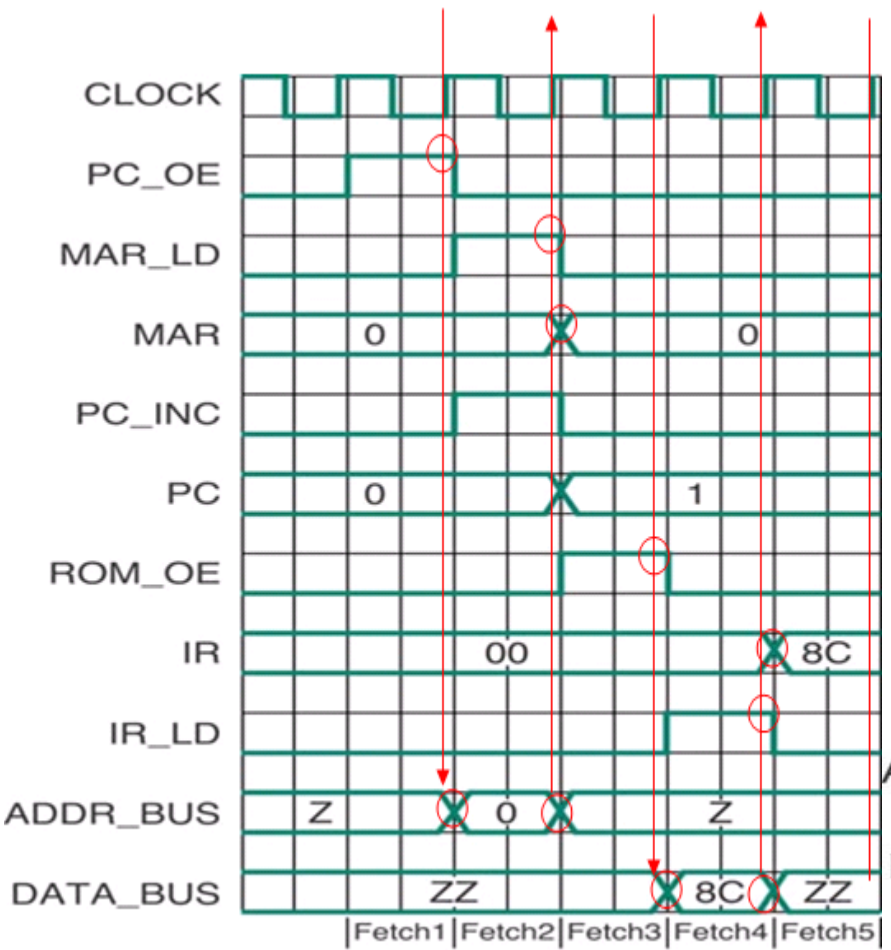 CLOCK
PC_OE
MAR_LD
MAR 0 0
PC_INC
PC 0 1
ROM_OE
IR 00 8C
IR_LD
ADDR_BUS Z 0 Z
DATA_BUS ZZ 8C ZZ
|Fetch1|Fetch2|Fetch3|Fetch4|Fetch5|